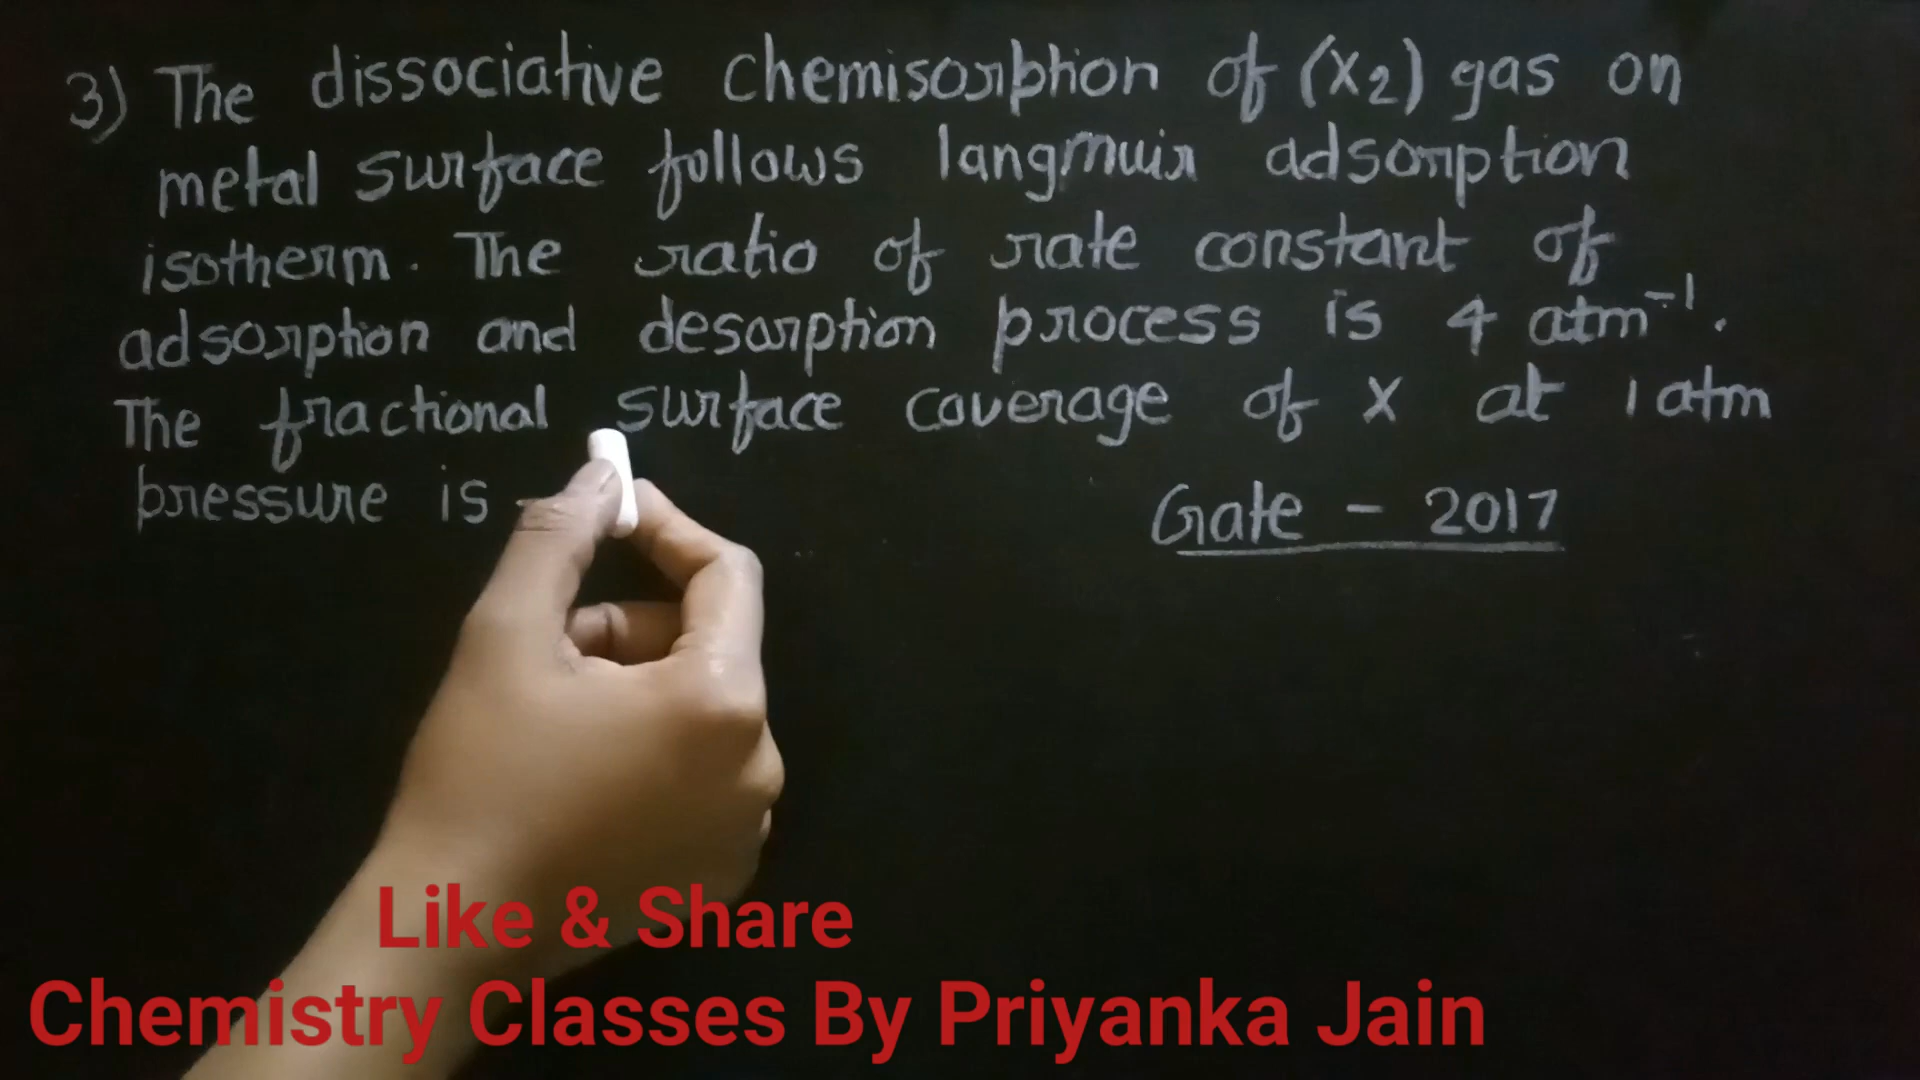 3) The dissociative chemisorption of (X2) gas on
metal surface follows langmuir adsorption
isotherm. The ratio of rate constant of
adsorption and desorption process is 4 atm⁻¹.
The fractional surface coverage of X at 1 atm
pressure is -
Gate - 2017
Like & Share
Chemistry Classes By Priyanka Jain